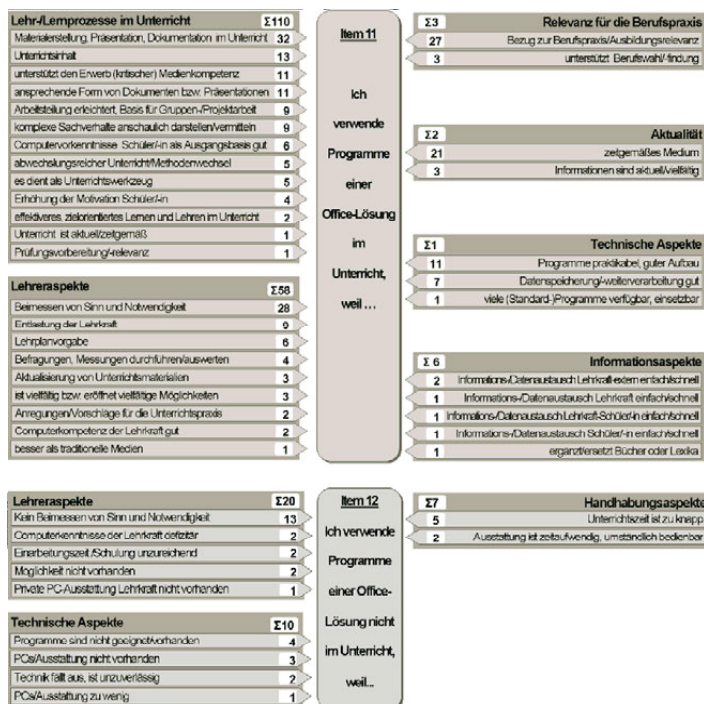 Lehr-/Lernprozesse im Unterricht Σ110
Materialerstellung, Präsentation, Dokumentation im Unterricht 32
Unterrichtsinhalt 13
unterstützt den Erwerb (kritischer) Medienkompetenz 11
ansprechende Form von Dokumenten bzw. Präsentationen 11
Arbeitsteilung erleichtert, Basis für Gruppen-/Projektarbeit 9
komplexe Sachverhalte anschaulich darstellen/vermitteln 9
Computervorkenntnisse Schüler/-in als Ausgangsbasis gut 6
abwechslungsreicher Unterricht/Methodenwechsel 5
es dient als Unterrichtswerkzeug 5
Erhöhung der Motivation Schüler/-in 4
effektiveres, zielorientiertes Lernen und Lehren im Unterricht 2
Unterricht ist aktuell/zeitgemäß 1
Prüfungsvorbereitung/-relevanz 1
Lehreraspekte Σ58
Beimessen von Sinn und Notwendigkeit 28
Entlastung der Lehrkraft 9
Lehrplanvorgabe 6
Befragungen, Messungen durchführen/auswerten 4
Aktualisierung von Unterrichtsmaterialien 3
ist vielfältig bzw. eröffnet vielfältige Möglichkeiten 3
Anregungen/Vorschläge für die Unterrichtspraxis 2
Computerkompetenz der Lehrkraft gut 2
besser als traditionelle Medien 1
Item 11
Ich
verwende
Programme
einer
Office-Lösung
im
Unterricht,
weil ...
Σ3 Relevanz für die Berufspraxis
27 Bezug zur Berufspraxis/Ausbildungsrelevanz
3 unterstützt Berufswahl/-findung
Σ2 Aktualität
21 zeitgemäßes Medium
3 Informationen sind aktuell/vielfältig
Σ1 Technische Aspekte
11 Programme praktikabel, guter Aufbau
7 Datenspeicherung/-weiterverarbeitung gut
1 viele (Standard-)Programme verfügbar, einsetzbar
Σ 6 Informationsaspekte
2 Informations-/Datenaustausch Lehrkraft-extern einfach/schnell
1 Informations-/Datenaustausch Lehrkraft einfach/schnell
1 Informations-/Datenaustausch Lehrkraft-Schüler/-in einfach/schnell
1 Informations-/Datenaustausch Schüler/-in einfach/schnell
1 ergänzt/ersetzt Bücher oder Lexika
Lehreraspekte Σ20
Kein Beimessen von Sinn und Notwendigkeit 13
Computerkenntnisse der Lehrkraft defizitär 2
Einarbeitungszeit /Schulung unzureichend 2
Möglichkeit nicht vorhanden 2
Private PC-Ausstattung Lehrkraft nicht vorhanden 1
Technische Aspekte Σ10
Programme sind nicht geeignet/vorhanden 4
PCs/Ausstattung nicht vorhanden 3
Technik fällt aus, ist unzuverlässig 2
PCs/Ausstattung zu wenig 1
Item 12
Ich verwende
Programme
einer Office-
Lösung nicht
im Unterricht,
weil...
Σ7 Handhabungsaspekte
5 Unterrichtszeit ist zu knapp
2 Ausstattung ist zeitaufwendig, umständlich bedienbar